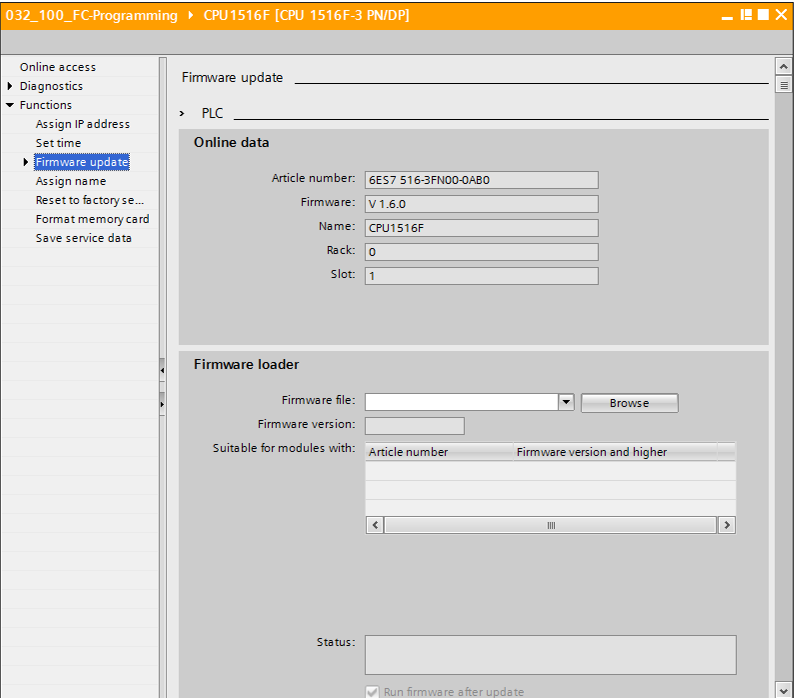 032_100_FC-Programming ▸ CPU1516F [CPU 1516F-3 PN/DP]
Online access
Diagnostics
Functions
Assign IP address
Set time
Firmware update
Assign name
Reset to factory se...
Format memory card
Save service data
Firmware update
PLC
Online data
Article number: 6ES7 516-3FN00-0AB0
Firmware: V 1.6.0
Name: CPU1516F
Rack: 0
Slot: 1
Firmware loader
Firmware file: Browse
Firmware version:
Suitable for modules with: Article number Firmware version and higher
Status:
Run firmware after update